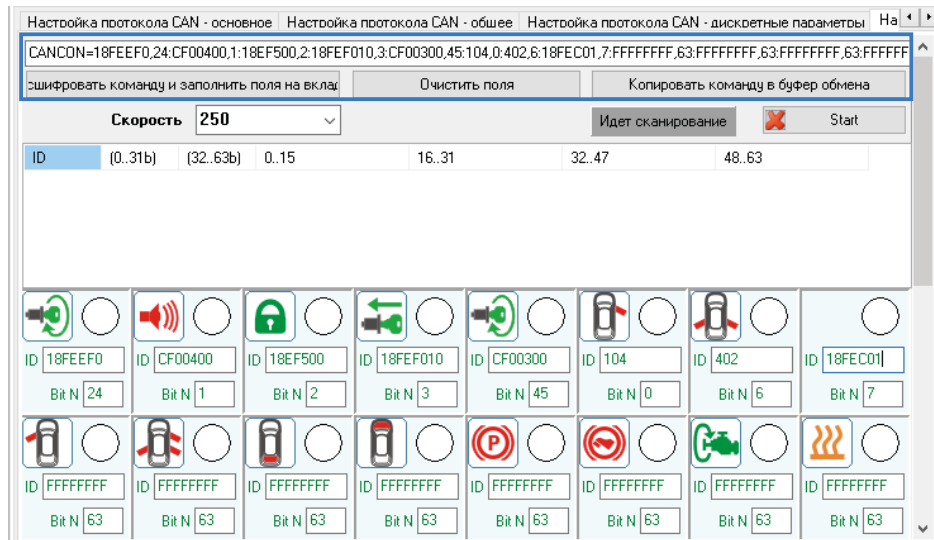 Настройка протокола CAN - основное Настройка протокола CAN - общее Настройка протокола CAN - дискретные параметры На
CANCON=18FEEF0,24:CF00400,1:18EF500,2:18FEF010,3:CF00300,45:104,0:402,6:18FEC01,7:FFFFFFFF,63:FFFFFFFF,63:FFFFFFFF,63:FFFFFF
сшифровать команду и заполнить поля на вклад Очистить поля Копировать команду в буфер обмена
Скорость 250 Идет сканирование Start
ID (0..31b) (32..63b) 0..15 16..31 32..47 48..63
ID 18FEEF0 ID CF00400 ID 18EF500 ID 18FEF010 ID CF00300 ID 104 ID 402 ID 18FEC01
Bit N 24 Bit N 1 Bit N 2 Bit N 3 Bit N 45 Bit N 0 Bit N 6 Bit N 7
P
ID FFFFFFFF ID FFFFFFFF ID FFFFFFFF ID FFFFFFFF ID FFFFFFFF ID FFFFFFFF ID FFFFFFFF ID FFFFFFFF
Bit N 63 Bit N 63 Bit N 63 Bit N 63 Bit N 63 Bit N 63 Bit N 63 Bit N 63